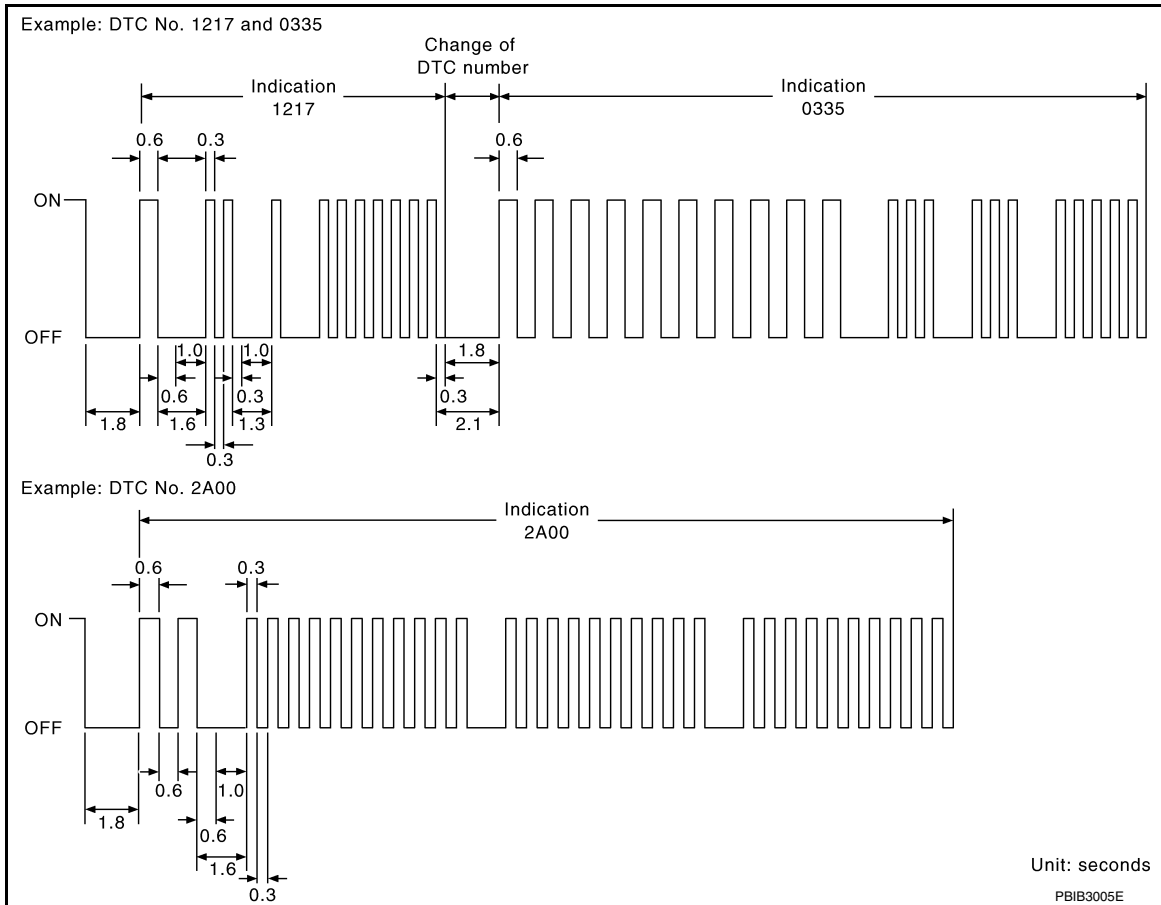 Example: DTC No. 1217 and 0335
Change of
DTC number
Indication
1217
Indication
0335
0.6
0.3
0.6
ON
OFF
1.0
1.0
1.8
0.6
0.3
0.3
1.8
1.6
1.3
2.1
0.3
Example: DTC No. 2A00
Indication
2A00
0.6
0.3
ON
OFF
0.6
1.0
1.8
0.6
1.6
0.3
Unit: seconds
PBIB3005E